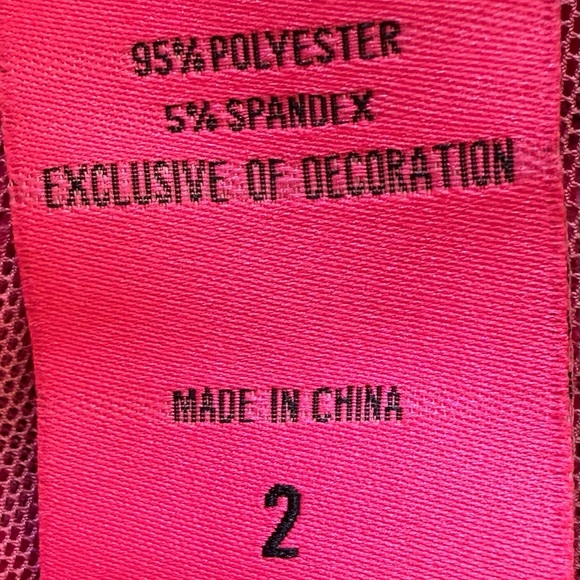 95% POLYESTER
5% SPANDEX
EXCLUSIVE OF DECORATION
MADE IN CHINA
2